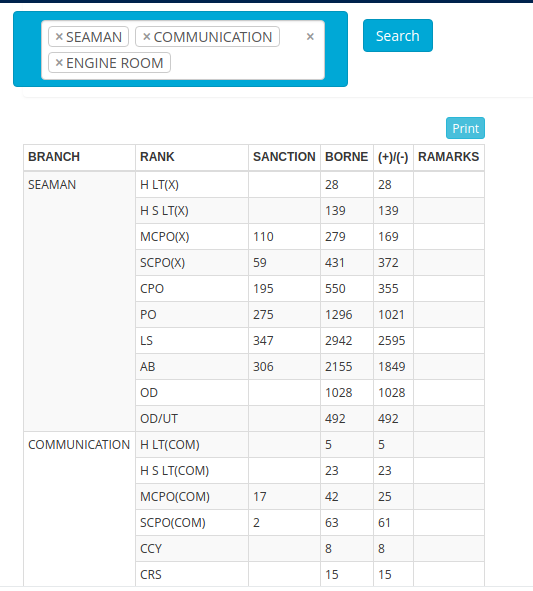 × SEAMAN × COMMUNICATION ×
× ENGINE ROOM
Search
Print
BRANCH RANK SANCTION BORNE (+)/(-) RAMARKS
SEAMAN H LT(X) 28 28
H S LT(X) 139 139
MCPO(X) 110 279 169
SCPO(X) 59 431 372
CPO 195 550 355
PO 275 1296 1021
LS 347 2942 2595
AB 306 2155 1849
OD 1028 1028
OD/UT 492 492
COMMUNICATION H LT(COM) 5 5
H S LT(COM) 23 23
MCPO(COM) 17 42 25
SCPO(COM) 2 63 61
CCY 8 8
CRS 15 15